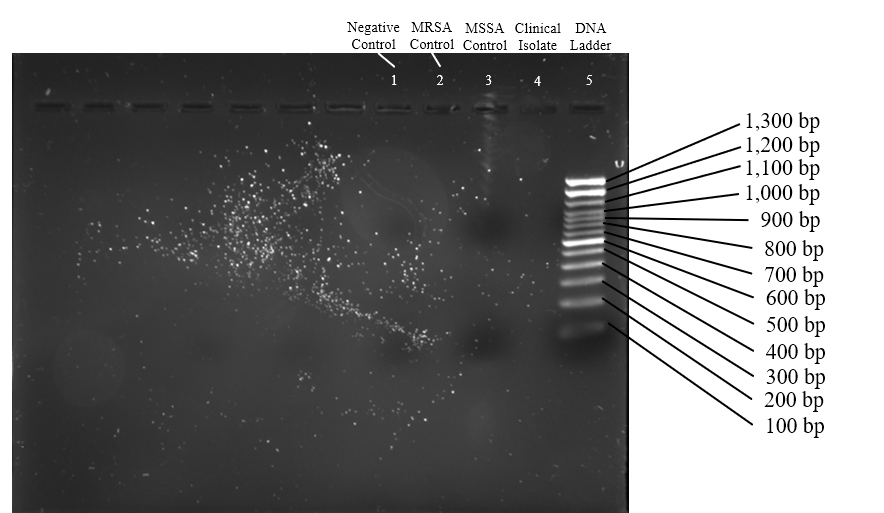 Negative MRSA MSSA Clinical DNA
Control Control Control Isolate Ladder
1 2 3 4 5
1,300 bp
1,200 bp
1,100 bp
1,000 bp
900 bp
800 bp
700 bp
600 bp
500 bp
400 bp
300 bp
200 bp
100 bp